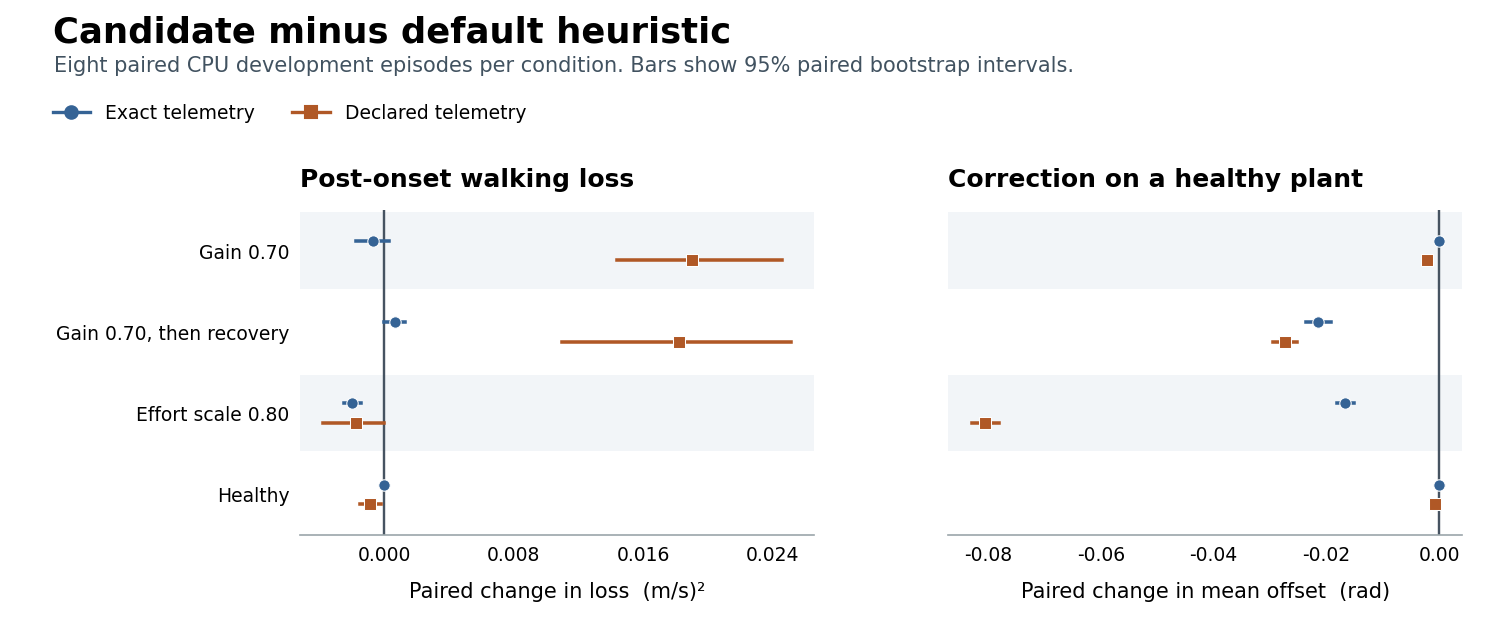 Candidate minus default heuristic
Eight paired CPU development episodes per condition. Bars show 95% paired bootstrap intervals.
Exact telemetry
Declared telemetry
Post-onset walking loss
Correction on a healthy plant
Gain 0.70
Gain 0.70, then recovery
Effort scale 0.80
Healthy
0.000 0.008 0.016 0.024
-0.08 -0.06 -0.04 -0.02 0.00
Paired change in loss (m/s)²
Paired change in mean offset (rad)